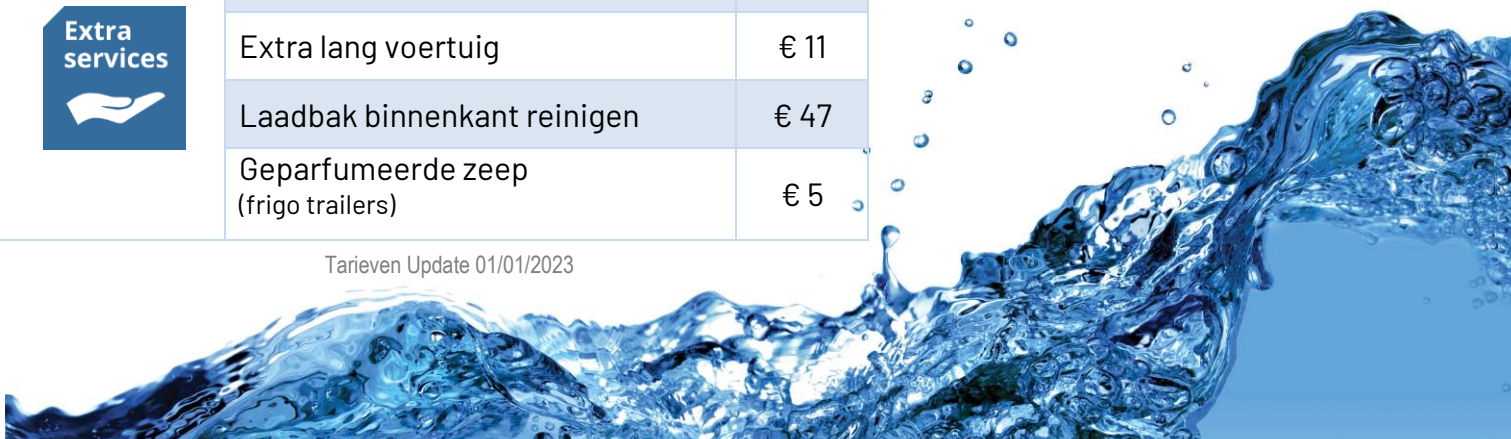 Extra
services
Extra lang voertuig € 11
Laadbak binnenkant reinigen € 47
Geparfumeerde zeep
(frigo trailers) € 5
Tarieven Update 01/01/2023